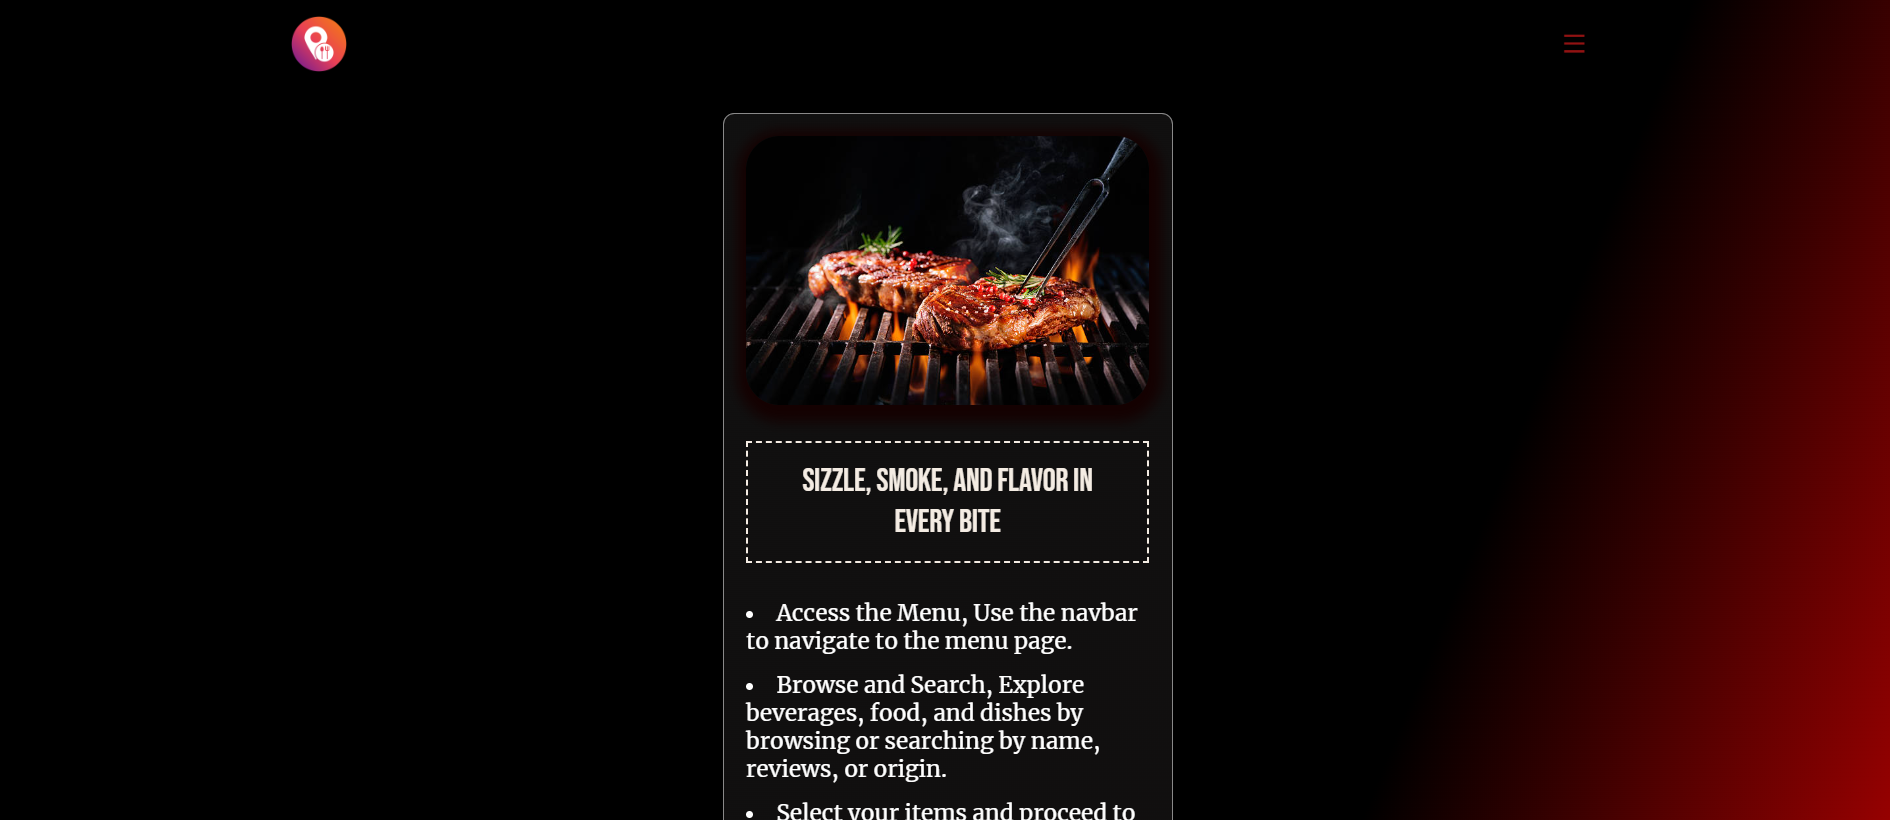 SIZZLE, SMOKE, AND FLAVOR IN
EVERY BITE
• Access the Menu, Use the navbar
to navigate to the menu page.
• Browse and Search, Explore
beverages, food, and dishes by
browsing or searching by name,
reviews, or origin.
• Select your items and proceed to